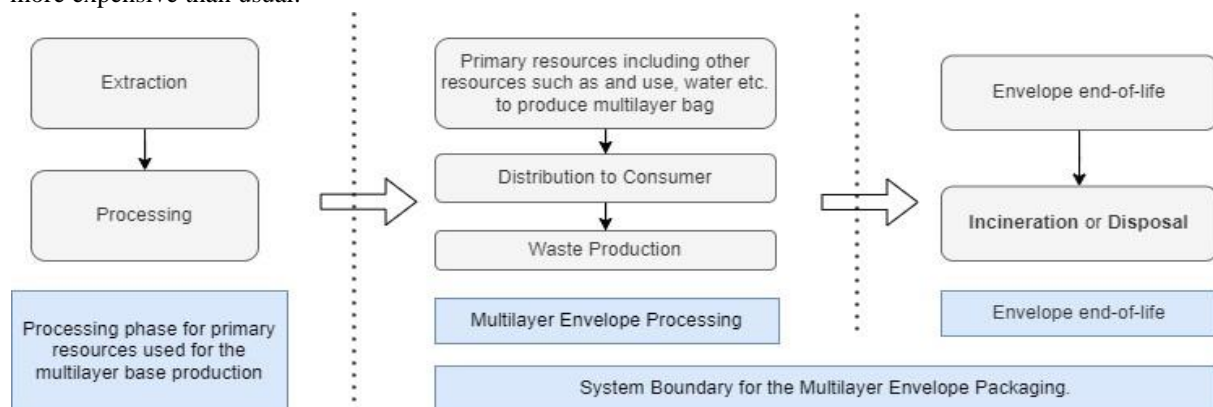 more expensive than usual.
Extraction
Processing
Processing phase for primary
resources used for the
multilayer base production
Primary resources including other
resources such as and use, water etc.
to produce multilayer bag
Distribution to Consumer
Waste Production
Multilayer Envelope Processing
Envelope end-of-life
Incineration or Disposal
Envelope end-of-life
System Boundary for the Multilayer Envelope Packaging.